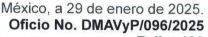 México, a 29 de enero de 2025.
Oficio No. DMAVyP/096/2025